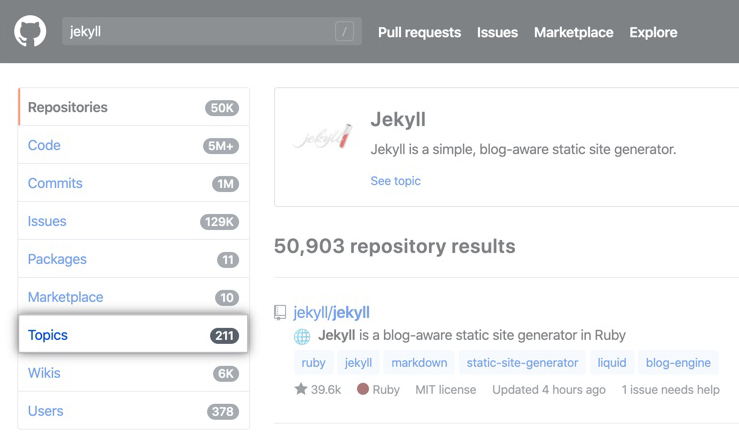 jekyll /
Pull requests Issues Marketplace Explore
Repositories 50K
Code 5M+
Commits 1M
Issues 129K
Packages 11
Marketplace 10
Topics 211
Wikis 6K
Users 378
jekyll
Jekyll
Jekyll is a simple, blog-aware static site generator.
See topic
50,903 repository results
jekyll/jekyll
Jekyll is a blog-aware static site generator in Ruby
ruby jekyll markdown static-site-generator liquid blog-engine
39.6k Ruby MIT license Updated 4 hours ago 1 issue needs help